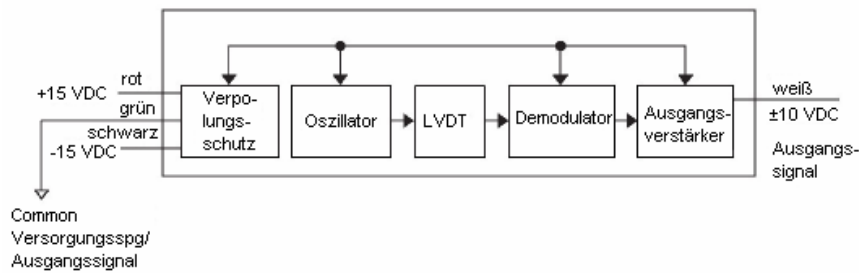 +15 VDC
rot
grün
schwarz
-15 VDC
Common
Versorgungsspg/
Ausgangssignal
Verpo-
lungs-
schutz
Oszillator
LVDT
Demodulator
Ausgangs-
verstärker
weiß
±10 VDC
Ausgangs-
signal